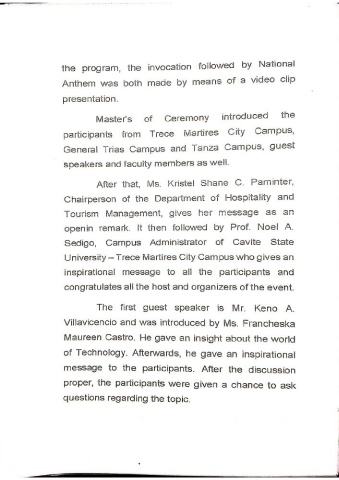 the program, the invocation followed by National
Anthem was both made by means of a video clip
presentation.
Master's of Ceremony introduced the
participants from Trece Martires City Campus,
General Trias Campus and Tanza Campus, guest
speakers and faculty members as well.
After that, Ms. Kristel Shane C. Paminter,
Chairperson of the Department of Hospitality and
Tourism Management, gives her message as an
openin remark. It then followed by Prof. Noel A.
Sedigo, Campus Administrator of Cavite State
University – Trece Martires City Campus who gives an
inspirational message to all the participants and
congratulates all the host and organizers of the event.
The first guest speaker is Mr. Keno A.
Villavicencio and was introduced by Ms. Francheska
Maureen Castro. He gave an insight about the world
of Technology. Afterwards, he gave an inspirational
message to the participants. After the discussion
proper, the participants were given a chance to ask
questions regarding the topic.